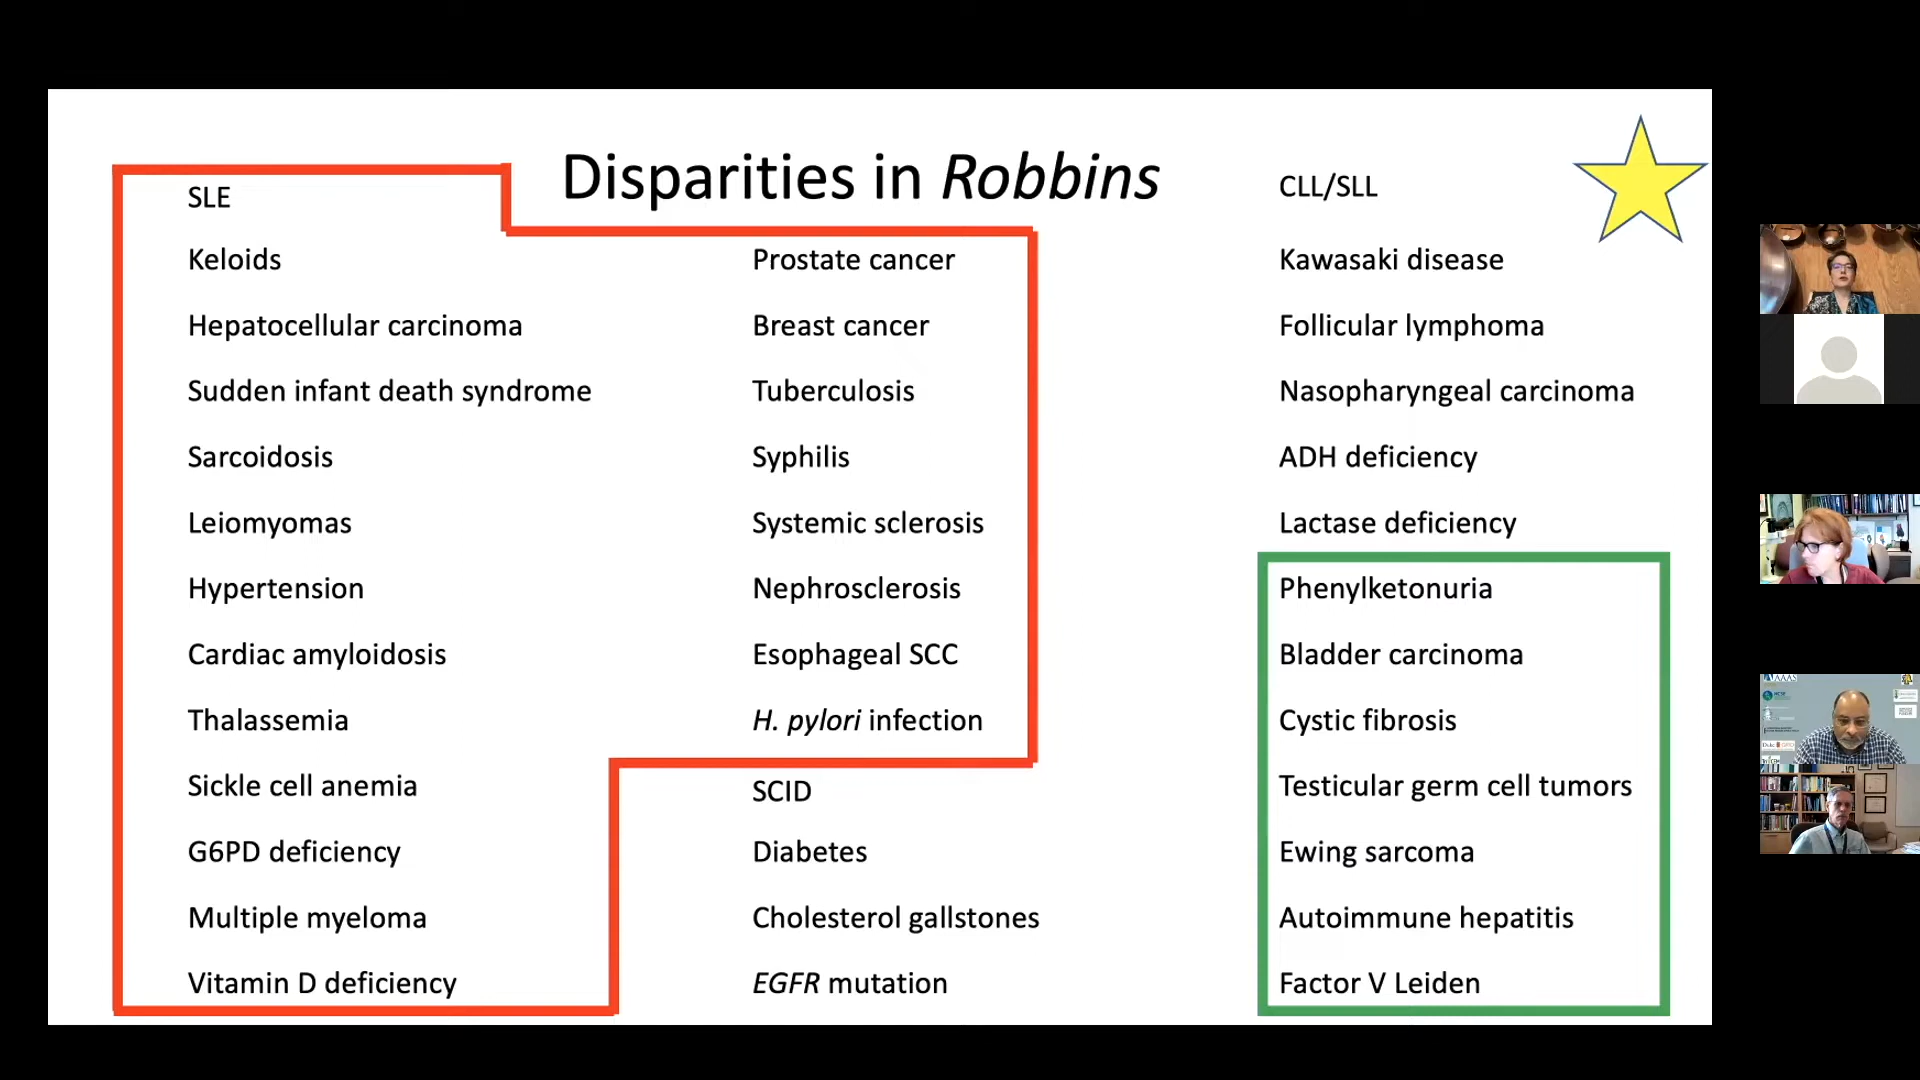 Disparities in Robbins
SLE
Keloids
Hepatocellular carcinoma
Sudden infant death syndrome
Sarcoidosis
Leiomyomas
Hypertension
Cardiac amyloidosis
Thalassemia
Sickle cell anemia
G6PD deficiency
Multiple myeloma
Vitamin D deficiency
Prostate cancer
Breast cancer
Tuberculosis
Syphilis
Systemic sclerosis
Nephrosclerosis
Esophageal SCC
H. pylori infection
SCID
Diabetes
Cholesterol gallstones
EGFR mutation
CLL/SLL
Kawasaki disease
Follicular lymphoma
Nasopharyngeal carcinoma
ADH deficiency
Lactase deficiency
Phenylketonuria
Bladder carcinoma
Cystic fibrosis
Testicular germ cell tumors
Ewing sarcoma
Autoimmune hepatitis
Factor V Leiden
AAAS
Duke